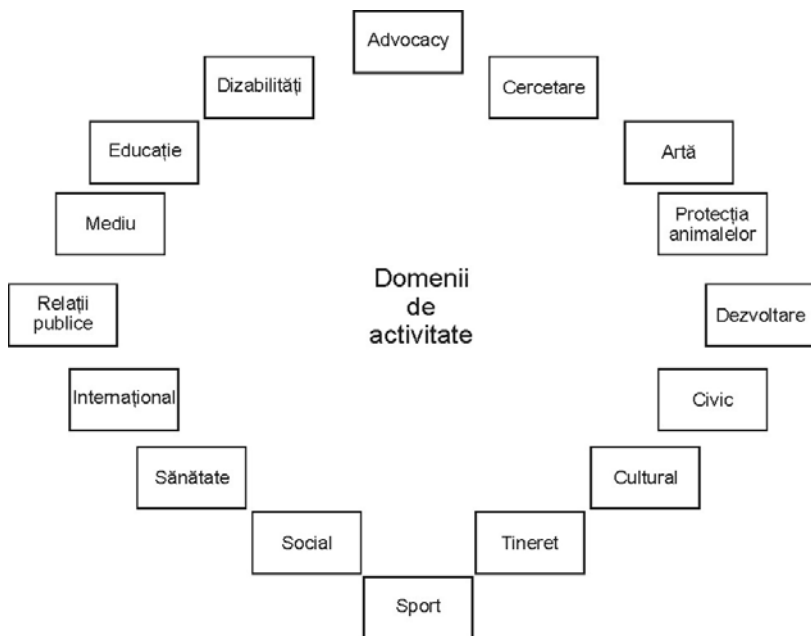 Advocacy
Dizabilități
Cercetare
Educație
Artă
Mediu
Protecția
animalelor
Domenii
de
activitate
Relații
publice
Dezvoltare
Internațional
Civic
Sănătate
Cultural
Social
Tineret
Sport